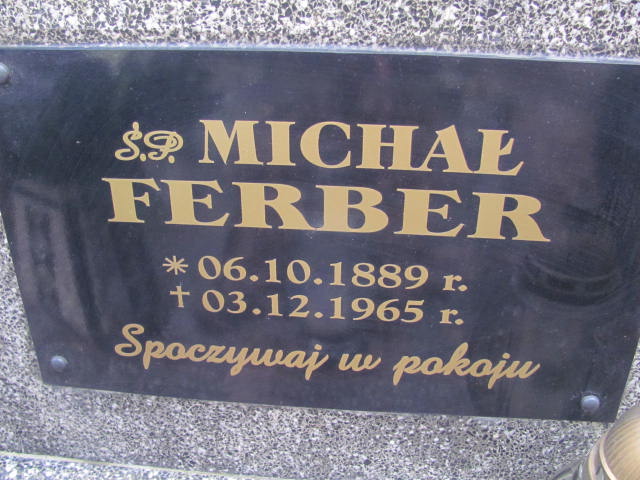 Ś.P. MICHAŁ
FERBER
* 06.10.1889 r.
† 03.12.1965 r.
Spoczywaj w pokoju